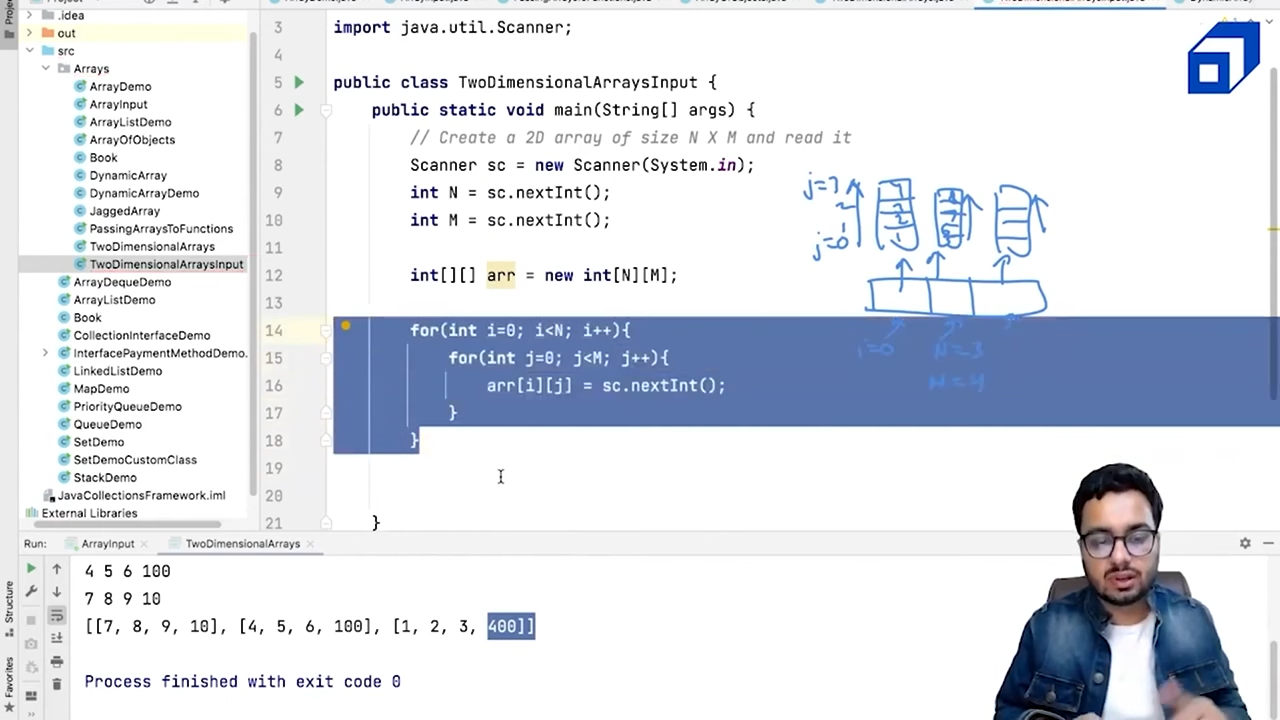 Project
.idea
out
src
Arrays
ArrayDemo
ArrayInput
ArrayListDemo
ArrayOfObjects
Book
DynamicArray
DynamicArrayDemo
JaggedArray
PassingArraysToFunctions
TwoDimensionalArrays
TwoDimensionalArraysInput
ArrayDequeDemo
ArrayListDemo
Book
CollectionInterfaceDemo
InterfacePaymentMethodDemo.
LinkedListDemo
MapDemo
PriorityQueueDemo
QueueDemo
SetDemo
SetDemoCustomClass
StackDemo
JavaCollectionsFramework.iml
External Libraries
3 import java.util.Scanner;
4
5 public class TwoDimensionalArraysInput {
6 public static void main(String[] args) {
7 // Create a 2D array of size N X M and read it
8 Scanner sc = new Scanner(System.in);
9 int N = sc.nextInt();
10 int M = sc.nextInt();
11
12 int[][] arr = new int[N][M];
13
14 for(int i=0; i<N; i++){
15 for(int j=0; j<M; j++){
16 arr[i][j] = sc.nextInt();
17 }
18 }
19
20
21 }
j=0
i=0 N=3
Run: ArrayInput TwoDimensionalArrays
4 5 6 100
7 8 9 10
[[7, 8, 9, 10], [4, 5, 6, 100], [1, 2, 3, 400]]
Process finished with exit code 0
Structure
Favorites